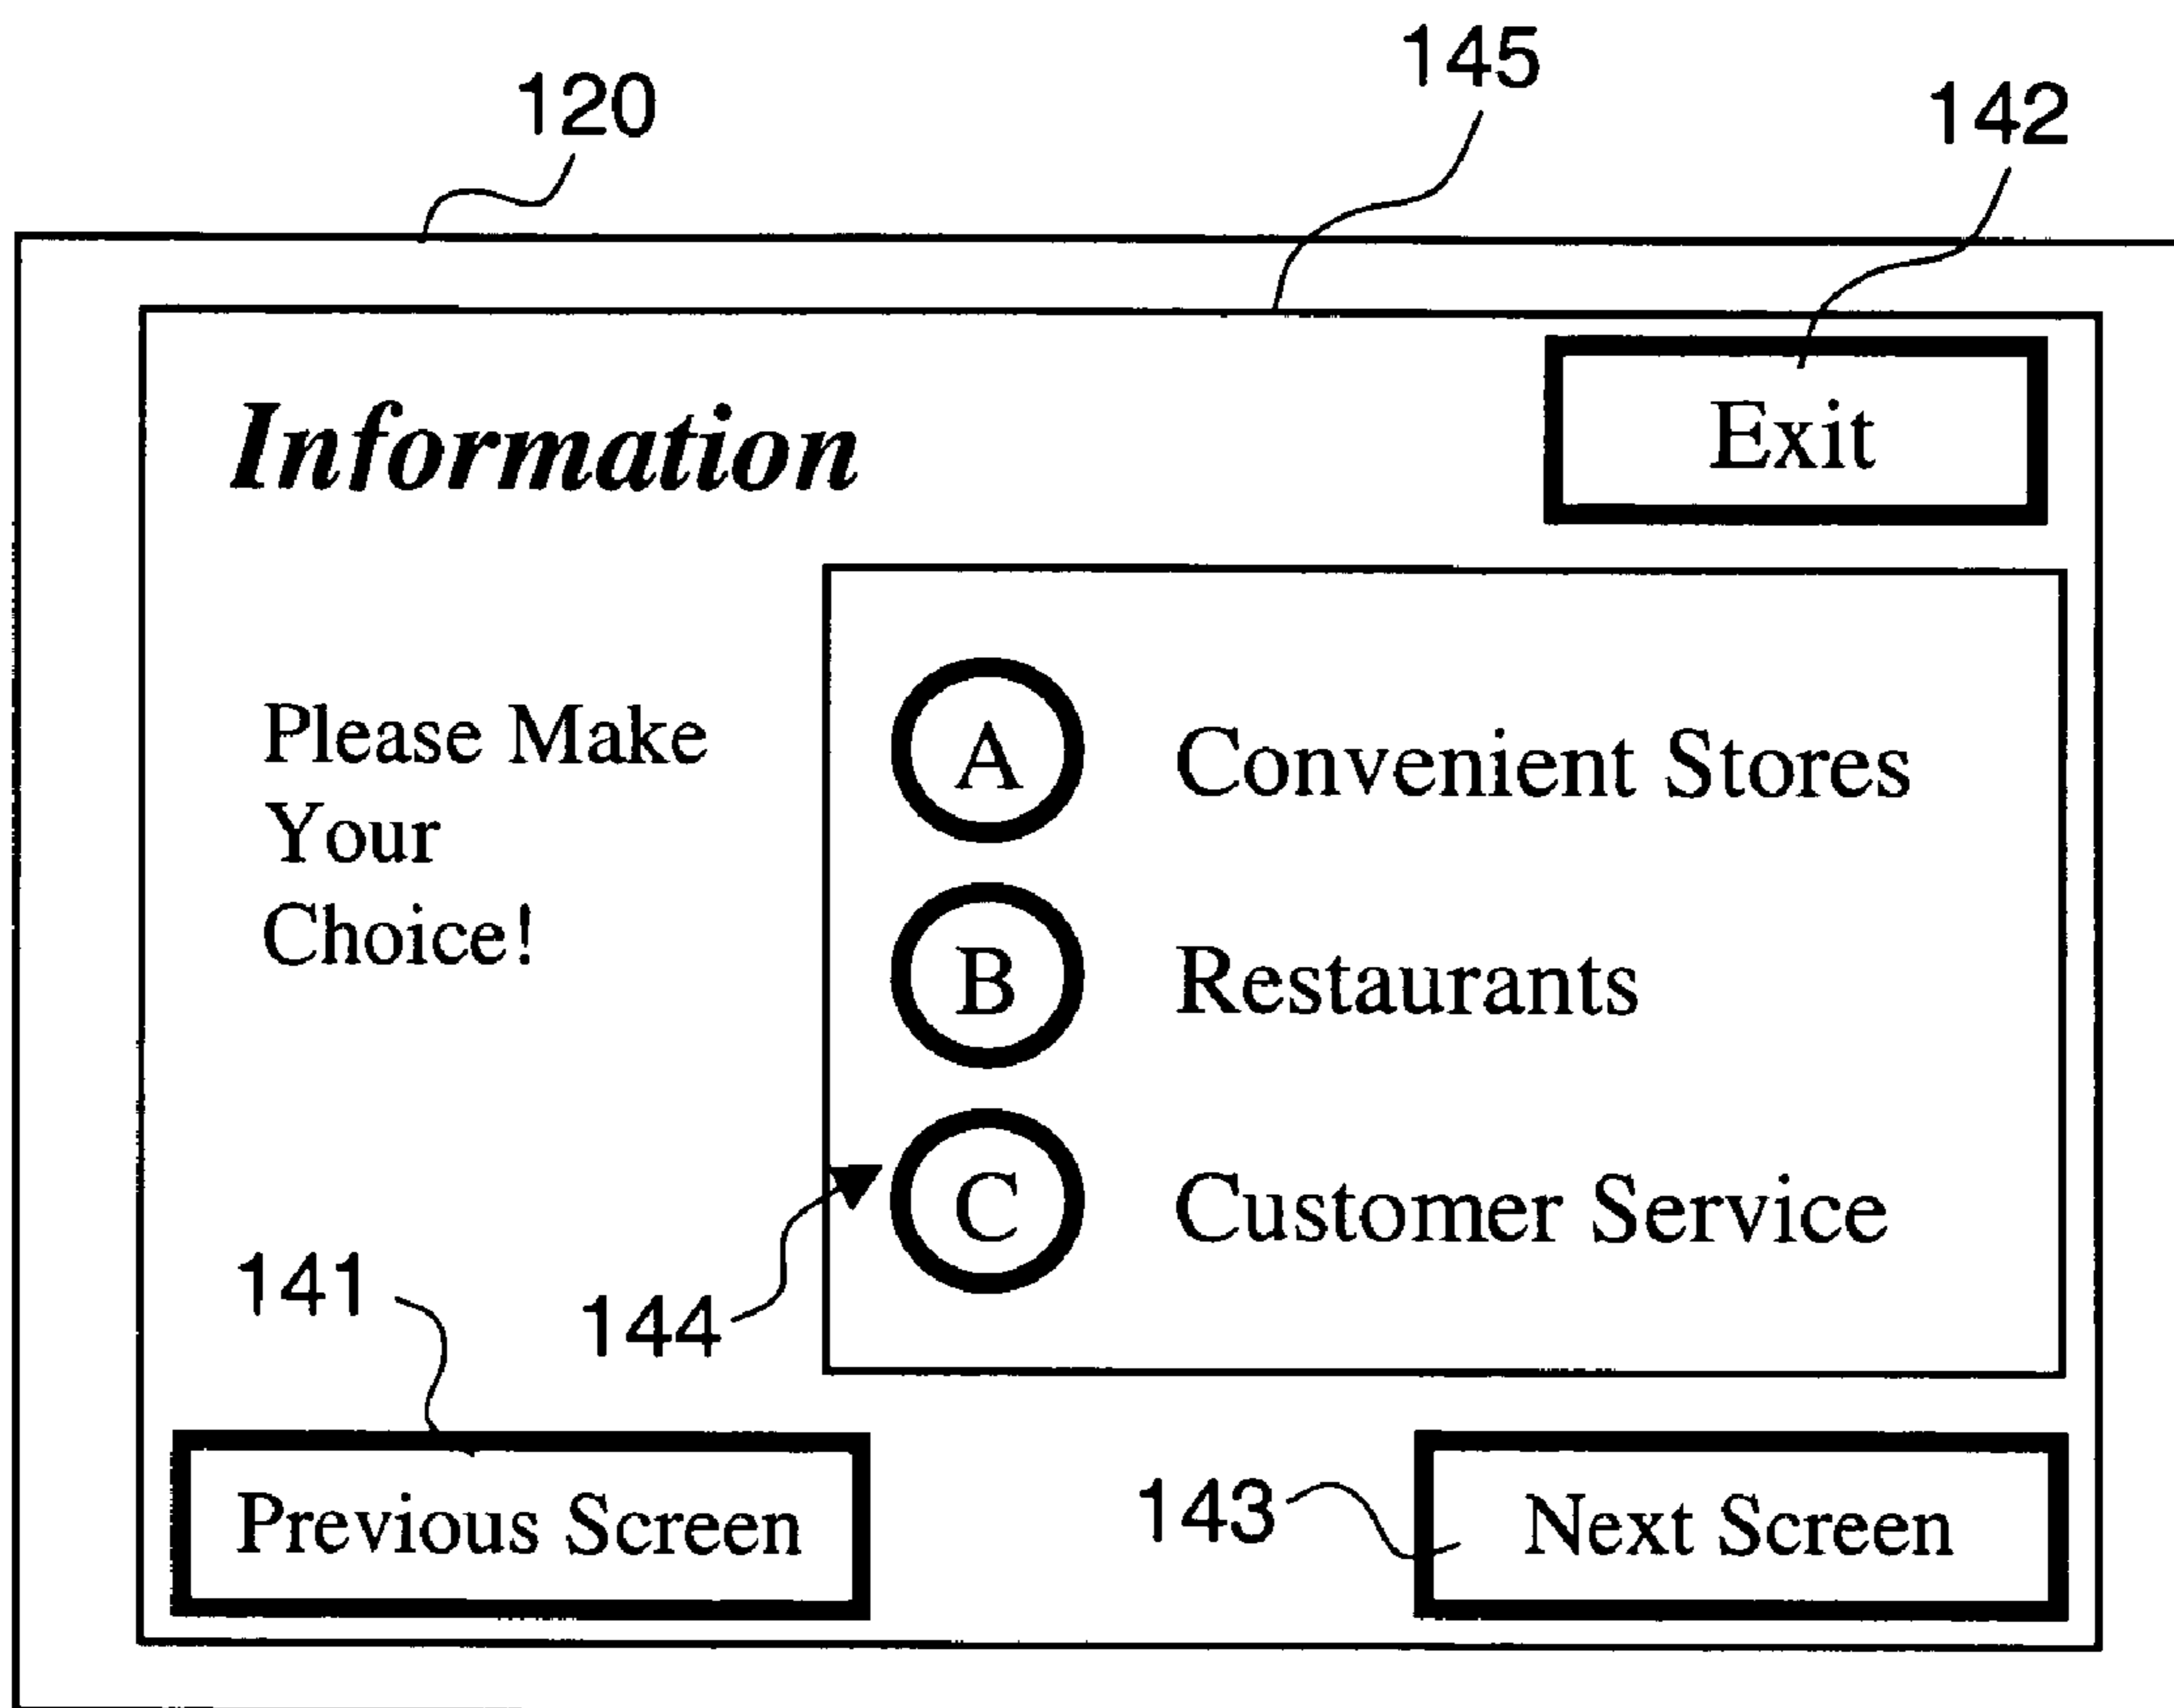 145
120
142
Information
Exit
Please Make
Your
Choice!
A Convenient Stores
B Restaurants
C Customer Service
141
144
Previous Screen
143
Next Screen